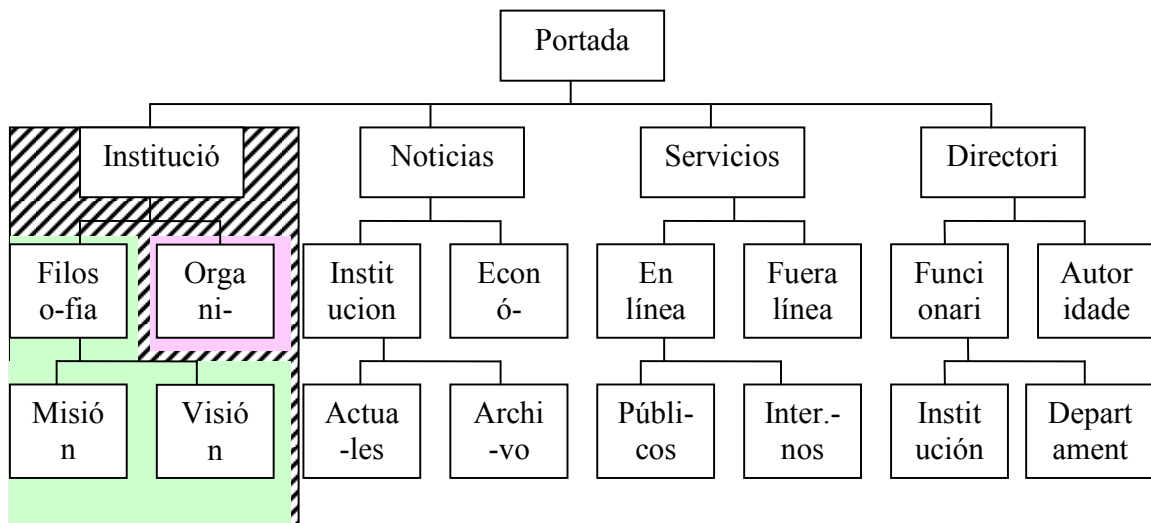 Portada
Institució
Noticias
Servicios
Directori
Filos
o-fia
Orga
ni-
Instit
ucion
Econ
ó-
En
línea
Fuera
línea
Funci
onari
Autor
idade
Misió
n
Visió
n
Actua
-les
Archi
-vo
Públi-
cos
Inter.-
nos
Instit
ución
Depart
ament